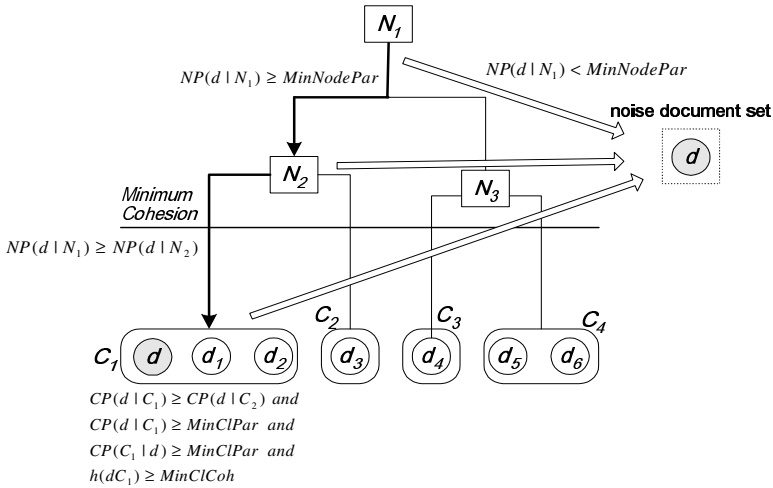 N1
NP(d | N1) ≥ MinNodePar
NP(d | N1) < MinNodePar
noise document set
d
N2
N3
Minimum
Cohesion
NP(d | N1) ≥ NP(d | N2)
C1
d
d1
d2
C2
d3
C3
d4
C4
d5
d6
CP(d | C1) ≥ CP(d | C2) and
CP(d | C1) ≥ MinClPar and
CP(C1 | d) ≥ MinClPar and
h(dC1) ≥ MinClCoh